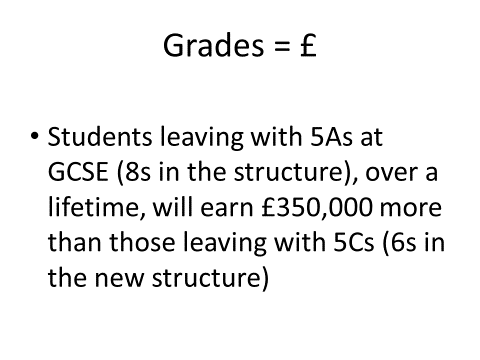 Grades = £
• Students leaving with 5As at
GCSE (8s in the structure), over a
lifetime, will earn £350,000 more
than those leaving with 5Cs (6s in
the new structure)